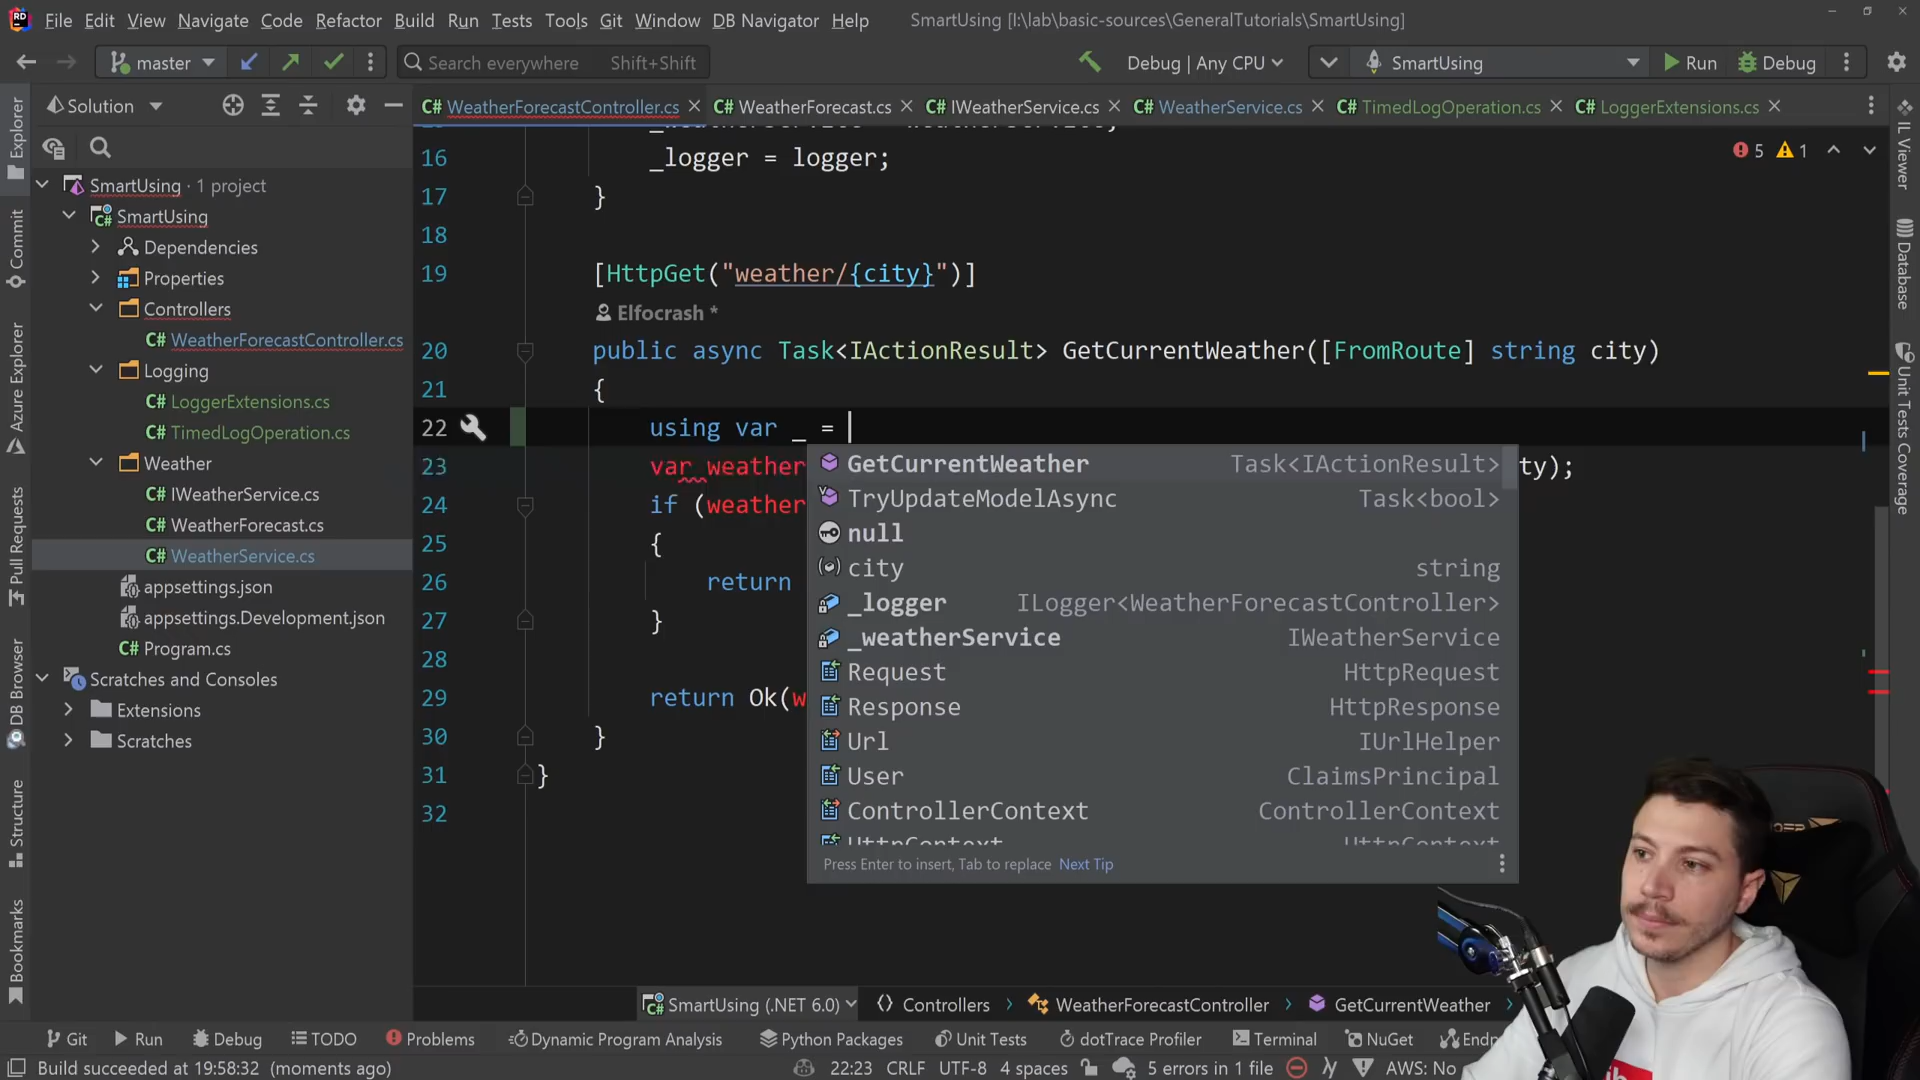 RD File Edit View Navigate Code Refactor Build Run Tests Tools Git Window DB Navigator Help SmartUsing [I:\lab\basic-sources\GeneralTutorials\SmartUsing]
master Search everywhere Shift+Shift Debug | Any CPU SmartUsing Run Debug
Solution
C# WeatherForecastController.cs C# WeatherForecast.cs C# IWeatherService.cs C# WeatherService.cs C# TimedLogOperation.cs C# LoggerExtensions.cs
Explorer
Commit
Azure Explorer
Pull Requests
DB Browser
Structure
Bookmarks
SmartUsing · 1 project
C# SmartUsing
Dependencies
Properties
Controllers
C# WeatherForecastController.cs
Logging
C# LoggerExtensions.cs
C# TimedLogOperation.cs
Weather
C# IWeatherService.cs
C# WeatherForecast.cs
C# WeatherService.cs
appsettings.json
appsettings.Development.json
Program.cs
Scratches and Consoles
Extensions
Scratches
5 1
16 _logger = logger;
17 }
18
19 [HttpGet("weather/{city}")]
Elfocrash *
20 public async Task<IActionResult> GetCurrentWeather([FromRoute] string city)
21 {
22 using var _ =
23 var weather ty);
24 if (weather
25 {
26 return
27 }
28
29 return Ok(w
30 }
31 }
32
GetCurrentWeather Task<IActionResult>
TryUpdateModelAsync Task<bool>
null
city string
_logger ILogger<WeatherForecastController>
_weatherService IWeatherService
Request HttpRequest
Response HttpResponse
Url IUrlHelper
User ClaimsPrincipal
ControllerContext ControllerContext
HttpContext HttpContext
Press Enter to insert, Tab to replace Next Tip
IL Viewer
Database
Unit Tests Coverage
C# SmartUsing (.NET 6.0) Controllers WeatherForecastController GetCurrentWeather
Git Run Debug TODO Problems Dynamic Program Analysis Python Packages Unit Tests dotTrace Profiler Terminal NuGet
Build succeeded at 19:58:32 (moments ago) 22:23 CRLF UTF-8 4 spaces 5 errors in 1 file AWS: No